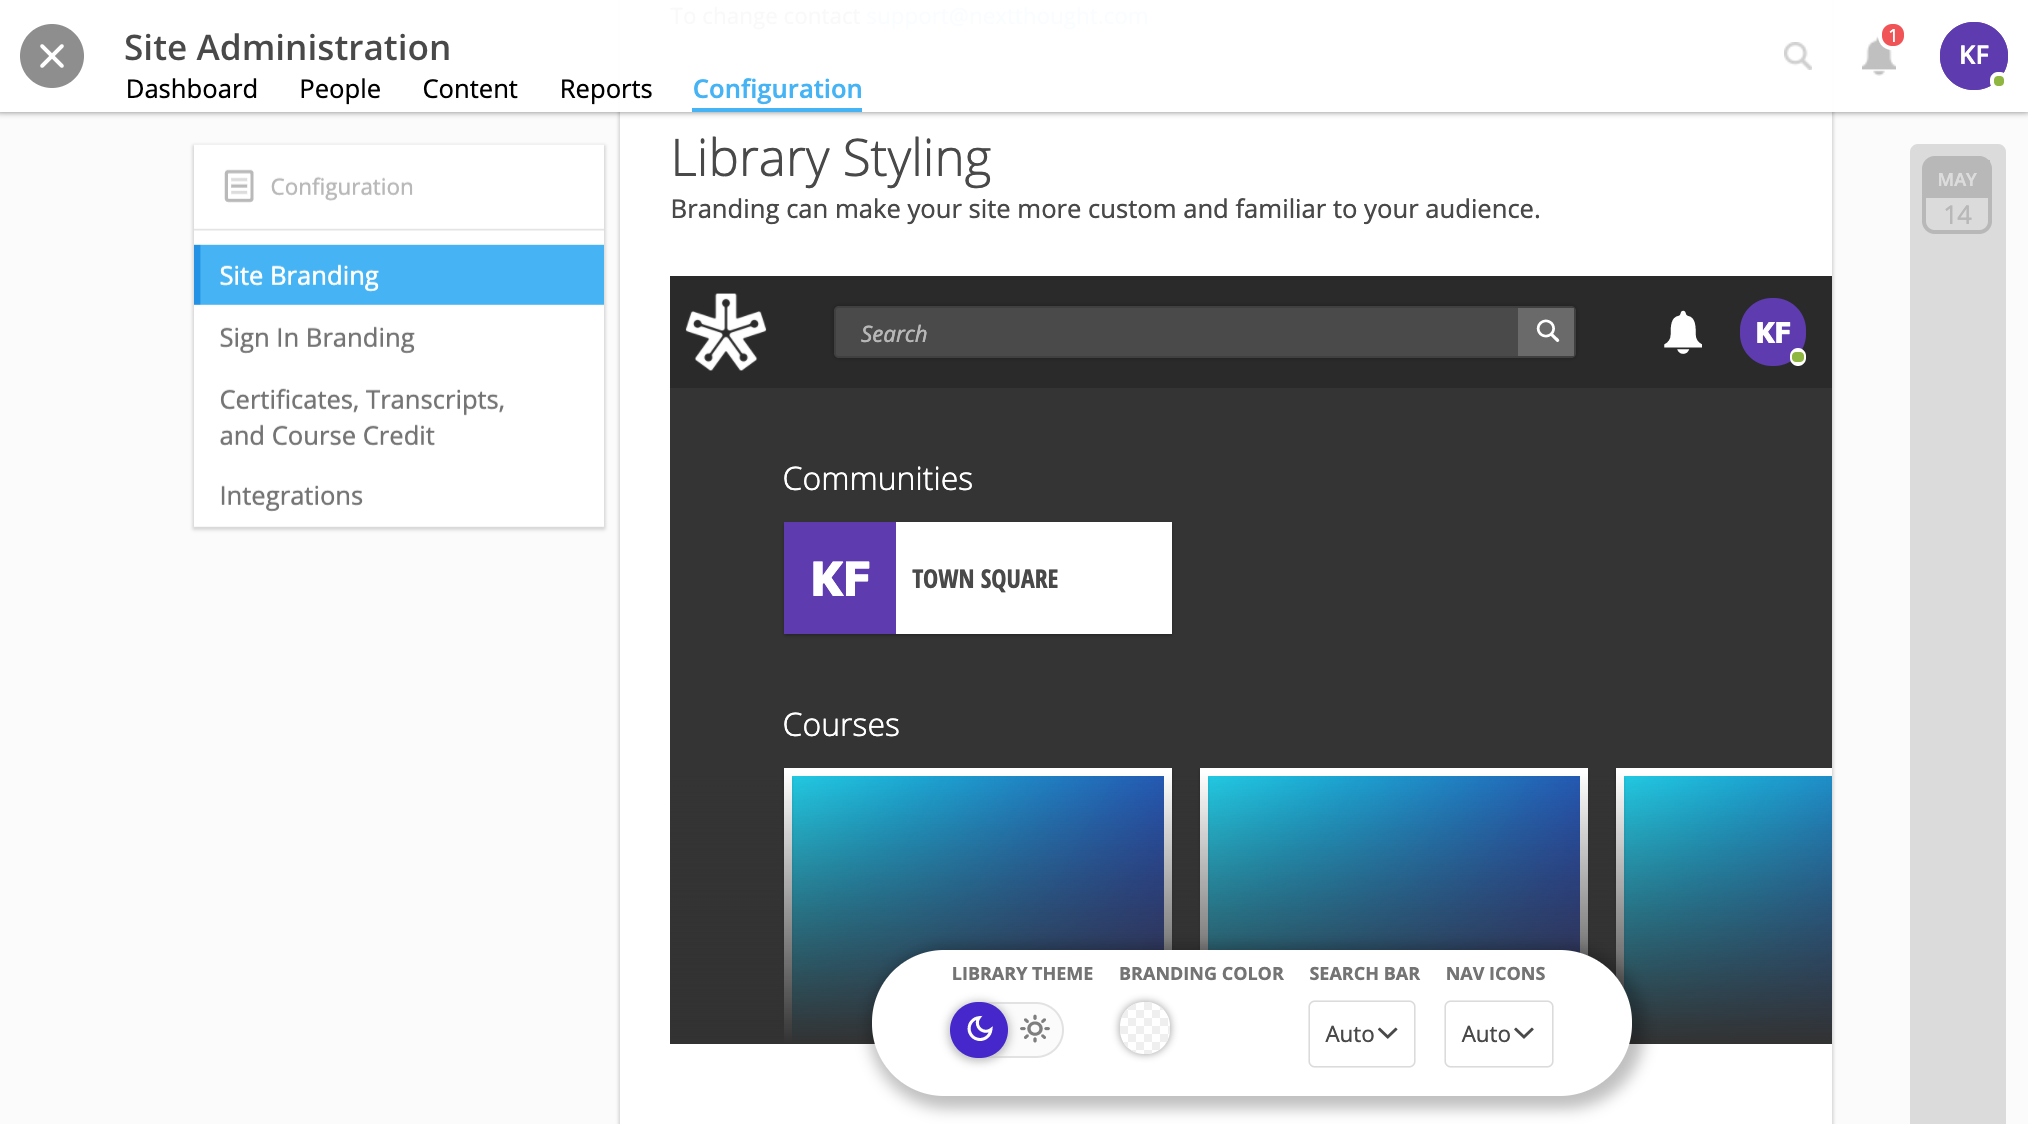 To change contact support@nextthought.com
Site Administration
Dashboard People Content Reports Configuration
1
KF
Configuration
Site Branding
Sign In Branding
Certificates, Transcripts,
and Course Credit
Integrations
Library Styling
Branding can make your site more custom and familiar to your audience.
Search
KF
Communities
KF TOWN SQUARE
Courses
LIBRARY THEME BRANDING COLOR SEARCH BAR NAV ICONS
Auto Auto
MAY
14